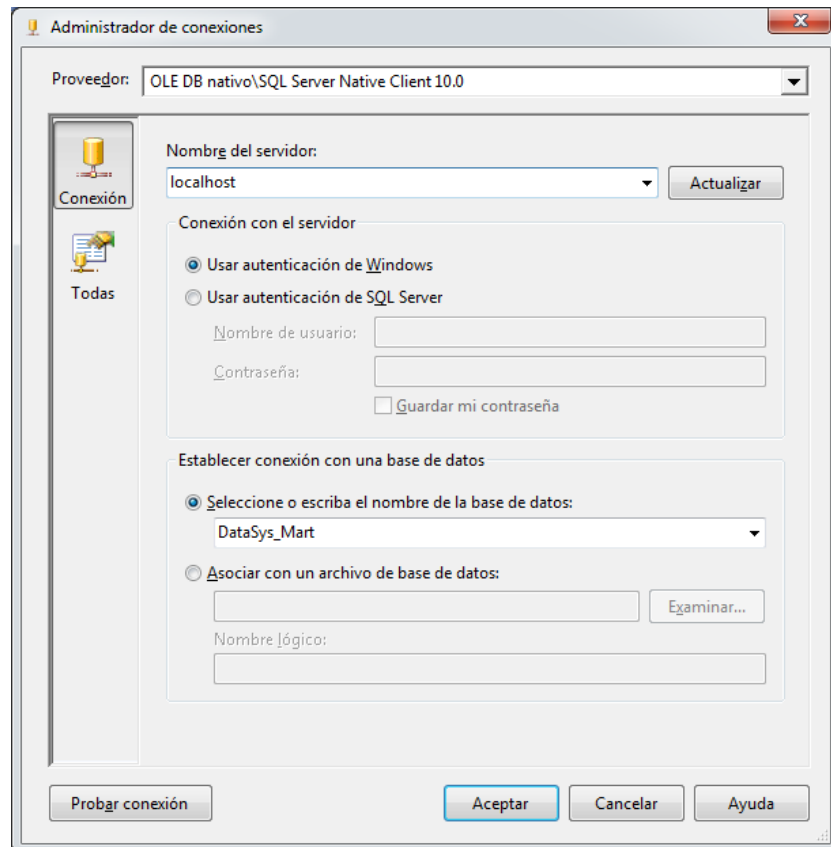 Administrador de conexiones
Proveedor: OLE DB nativo\SQL Server Native Client 10.0
Conexión
Todas
Nombre del servidor:
localhost
Actualizar
Conexión con el servidor
Usar autenticación de Windows
Usar autenticación de SQL Server
Nombre de usuario:
Contraseña:
Guardar mi contraseña
Establecer conexión con una base de datos
Seleccione o escriba el nombre de la base de datos:
DataSys_Mart
Asociar con un archivo de base de datos:
Examinar...
Nombre lógico:
Probar conexión Aceptar Cancelar Ayuda